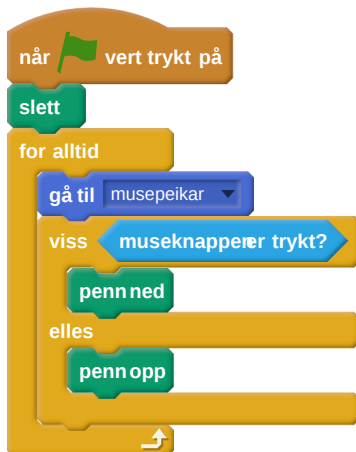 når vert trykt på
slett
for alltid
gå til musepeikar
viss museknappen er trykt?
penn ned
elles
penn opp